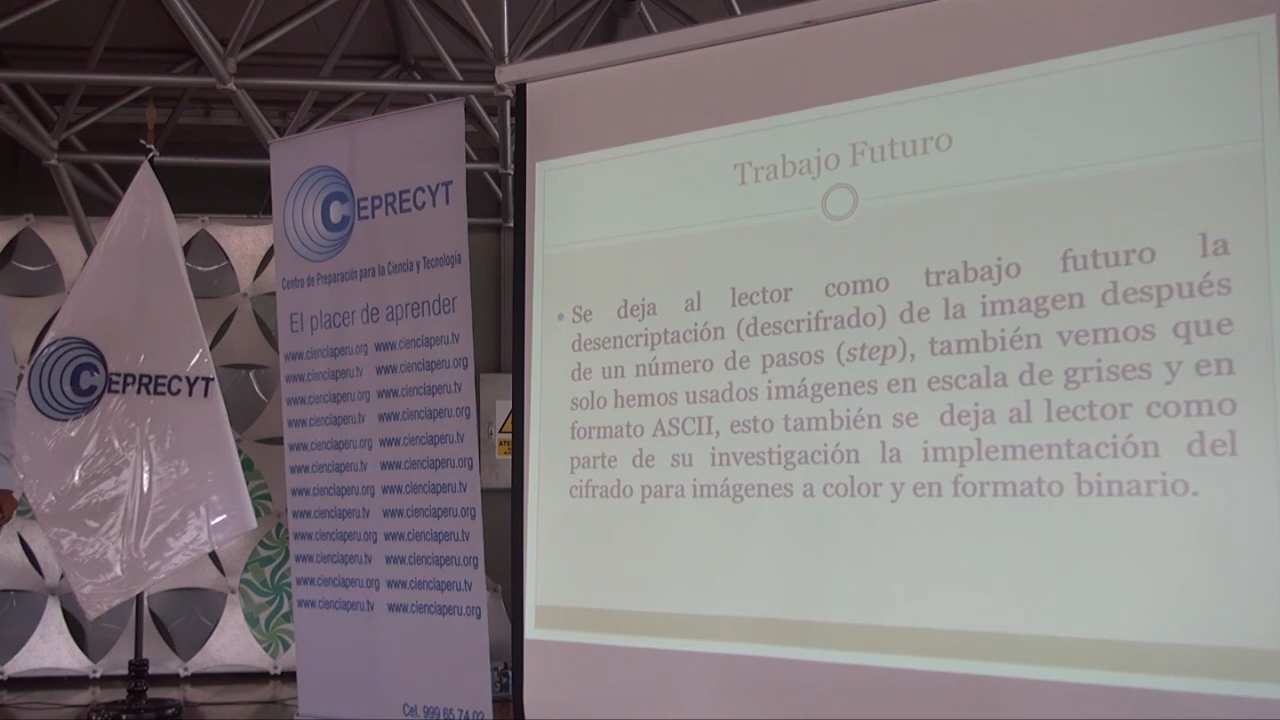 CEPRECYT
CEPRECYT
Centro de Preparación para la Ciencia y Tecnología
El placer de aprender
www.cienciaperu.org www.cienciaperu.tv
www.cienciaperu.tv www.cienciaperu.org
www.cienciaperu.org www.cienciaperu.tv
www.cienciaperu.tv www.cienciaperu.org
www.cienciaperu.org www.cienciaperu.tv
www.cienciaperu.tv www.cienciaperu.org
www.cienciaperu.org www.cienciaperu.tv
www.cienciaperu.tv www.cienciaperu.org
www.cienciaperu.org www.cienciaperu.tv
www.cienciaperu.tv www.cienciaperu.org
www.cienciaperu.org www.cienciaperu.tv
www.cienciaperu.tv www.cienciaperu.org
Cel. 999 65 74 02
Trabajo Futuro
Se deja al lector como trabajo futuro la
desencriptación (descrifrado) de la imagen después
de un número de pasos (step), también vemos que
solo hemos usados imágenes en escala de grises y en
formato ASCII, esto también se deja al lector como
parte de su investigación la implementación del
cifrado para imágenes a color y en formato binario.